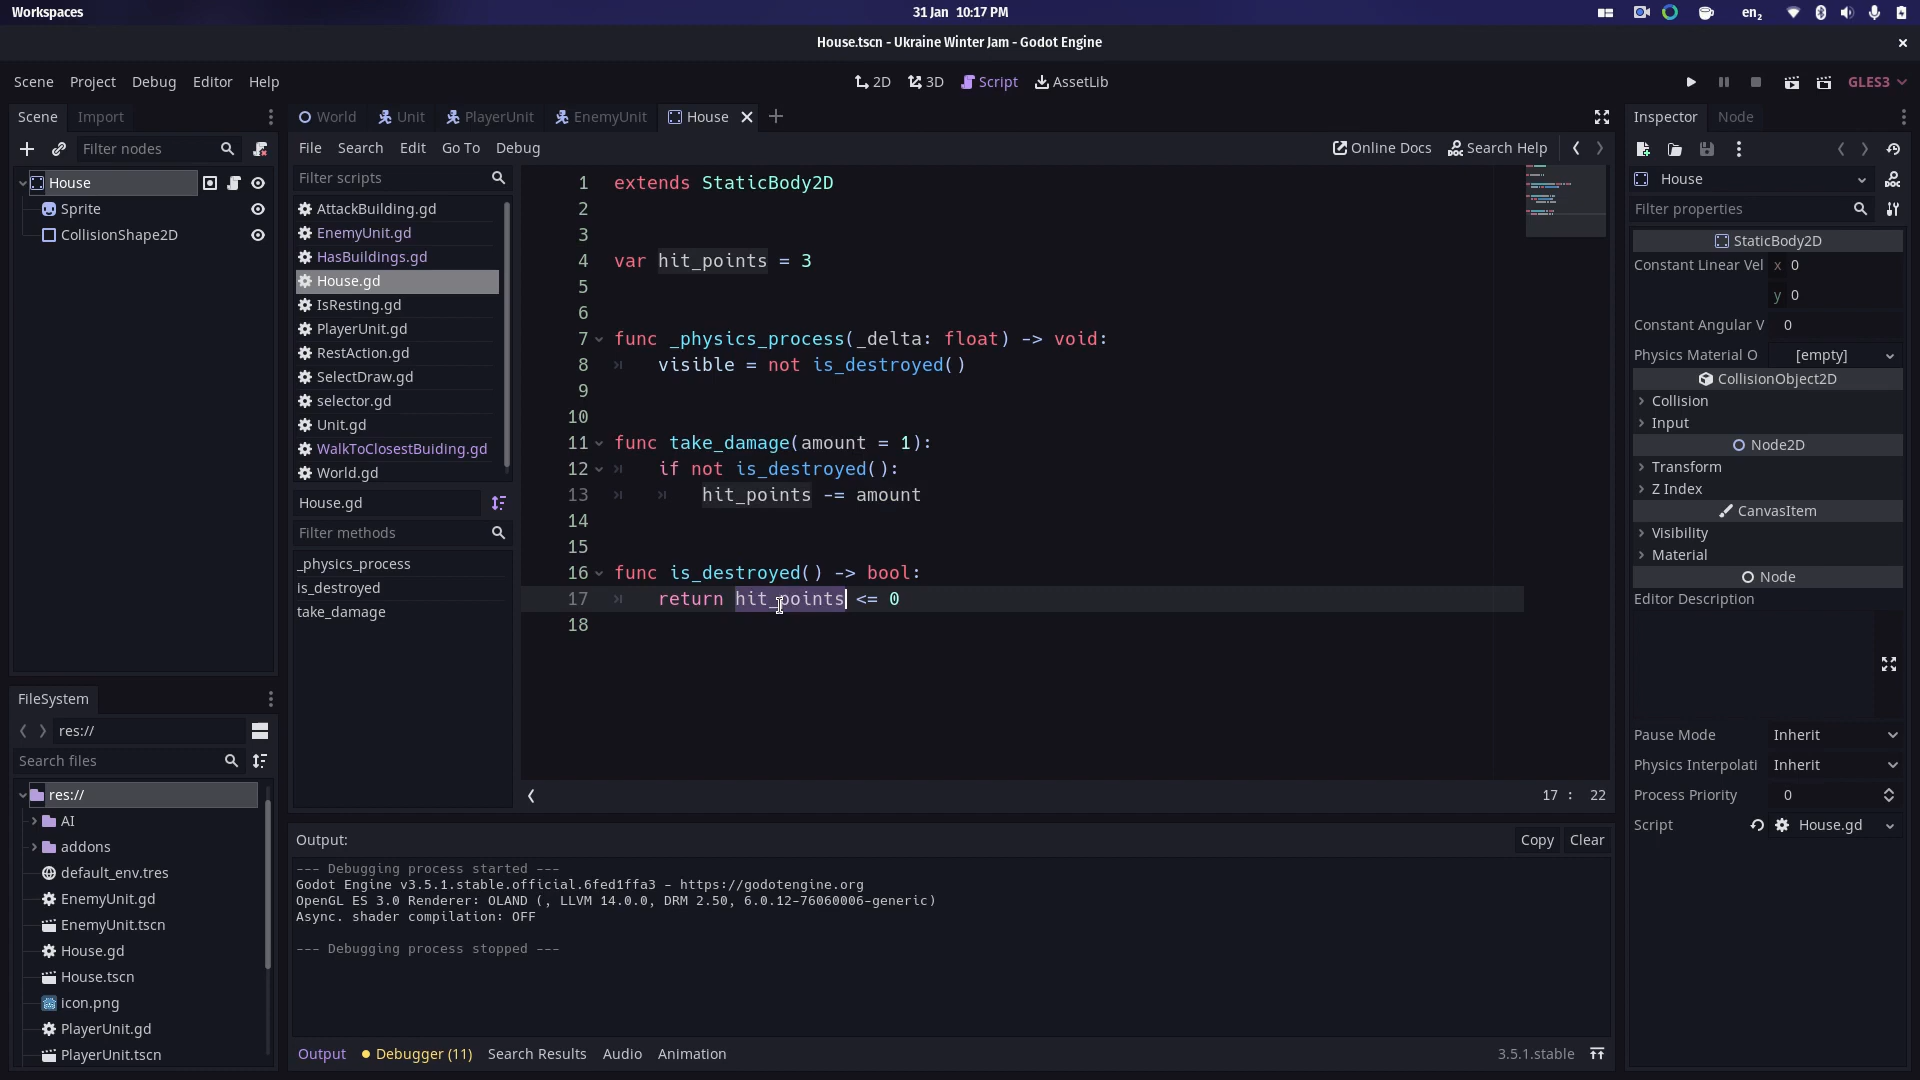 Workspaces
31 Jan 10:17 PM
en₂
House.tscn - Ukraine Winter Jam - Godot Engine
Scene Project Debug Editor Help
2D 3D Script AssetLib
GLES3
Scene Import
Filter nodes
House
Sprite
CollisionShape2D
World Unit PlayerUnit EnemyUnit House
File Search Edit Go To Debug
Online Docs Search Help
Filter scripts
AttackBuilding.gd
EnemyUnit.gd
HasBuildings.gd
House.gd
IsResting.gd
PlayerUnit.gd
RestAction.gd
SelectDraw.gd
selector.gd
Unit.gd
WalkToClosestBuiding.gd
World.gd
House.gd
Filter methods
_physics_process
is_destroyed
take_damage
1 extends StaticBody2D
2
3
4 var hit_points = 3
5
6
7 func _physics_process(_delta: float) -> void:
8 visible = not is_destroyed()
9
10
11 func take_damage(amount = 1):
12 if not is_destroyed():
13 hit_points -= amount
14
15
16 func is_destroyed() -> bool:
17 return hit_points <= 0
18
17 : 22
FileSystem
res://
Search files
res://
AI
addons
default_env.tres
EnemyUnit.gd
EnemyUnit.tscn
House.gd
House.tscn
icon.png
PlayerUnit.gd
PlayerUnit.tscn
Output:
Copy Clear
--- Debugging process started ---
Godot Engine v3.5.1.stable.official.6fed1ffa3 - https://godotengine.org
OpenGL ES 3.0 Renderer: OLAND (, LLVM 14.0.0, DRM 2.50, 6.0.12-76060006-generic)
Async. shader compilation: OFF
--- Debugging process stopped ---
Output Debugger (11) Search Results Audio Animation
3.5.1.stable
Inspector Node
House
Filter properties
StaticBody2D
Constant Linear Vel x 0
y 0
Constant Angular V 0
Physics Material O [empty]
CollisionObject2D
Collision
Input
Node2D
Transform
Z Index
CanvasItem
Visibility
Material
Node
Editor Description
Pause Mode Inherit
Physics Interpolati Inherit
Process Priority 0
Script House.gd